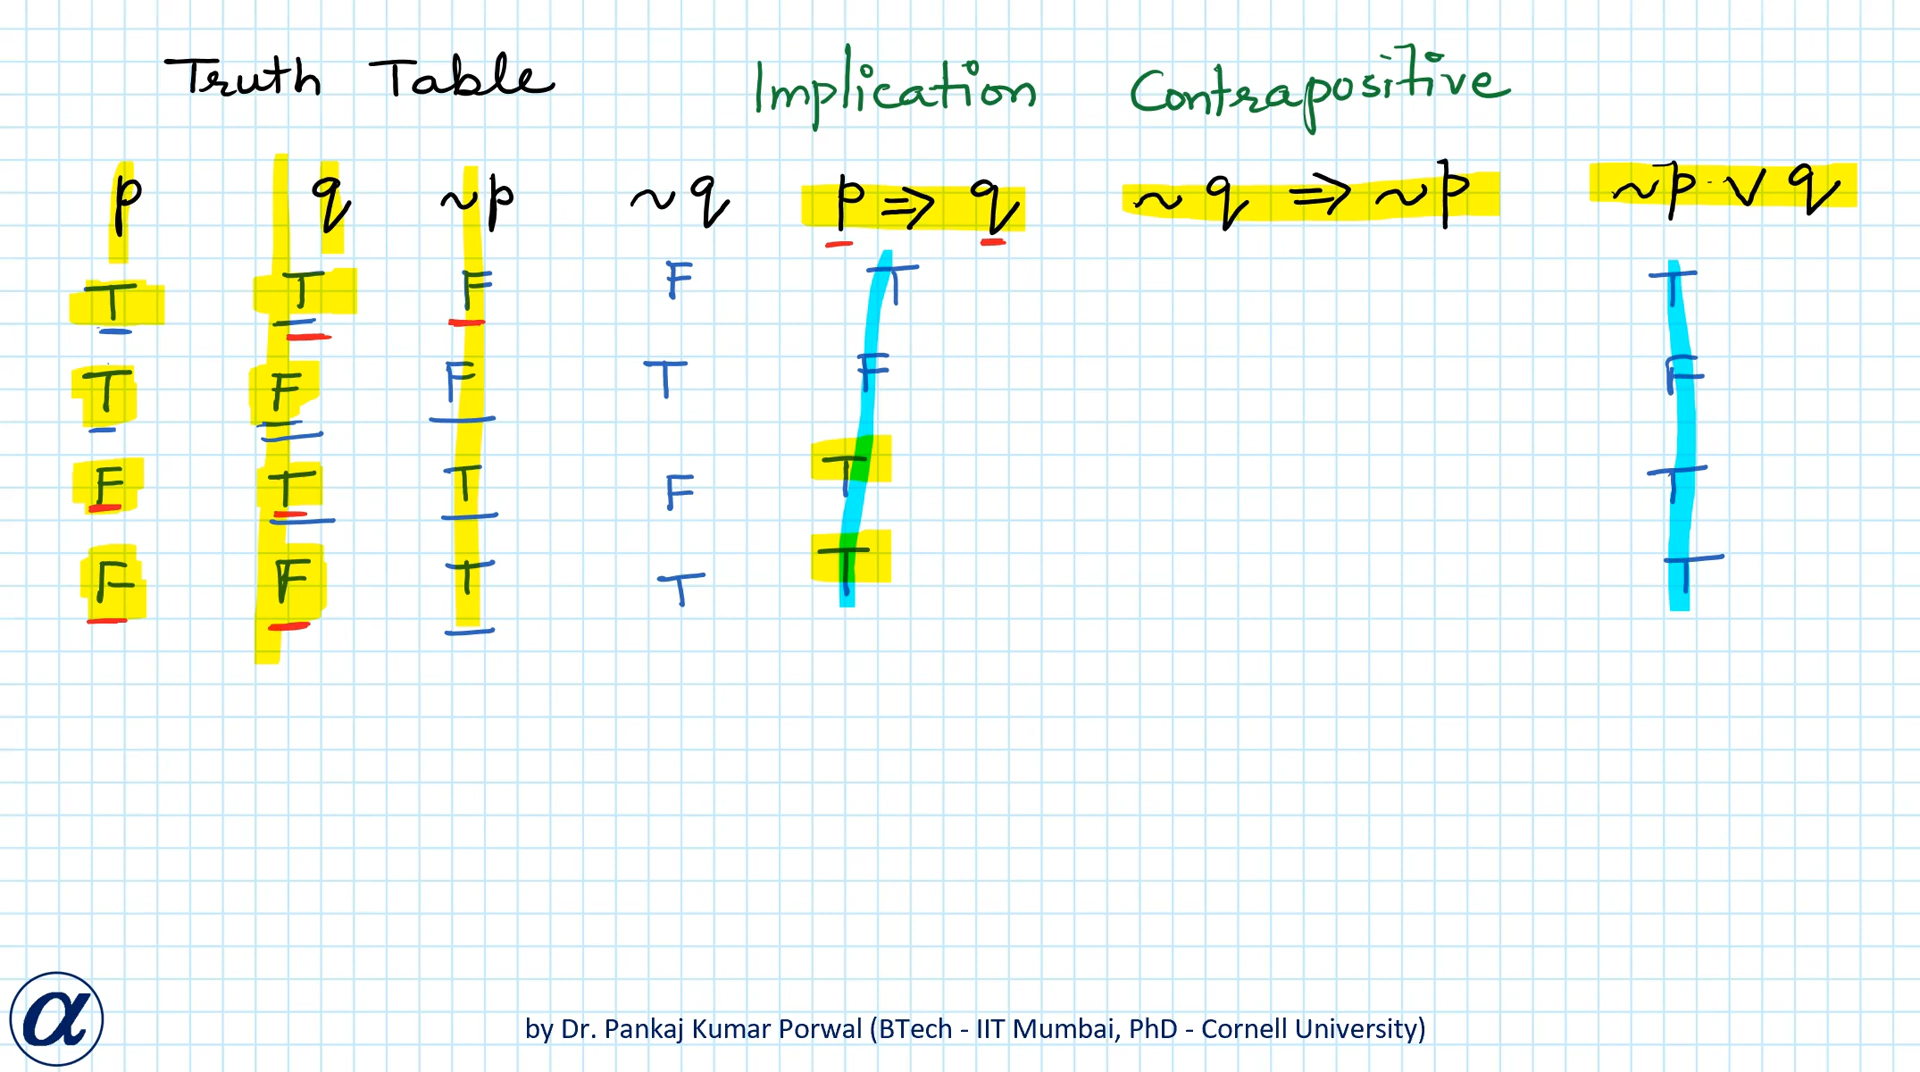 Truth Table Implication Contrapositive
p q ~p ~q p ⇒ q ~q ⇒ ~p ~p ∨ q
T T F F T T
T F F T F F
F T T F T T
F F T T T T
α by Dr. Pankaj Kumar Porwal (BTech - IIT Mumbai, PhD - Cornell University)